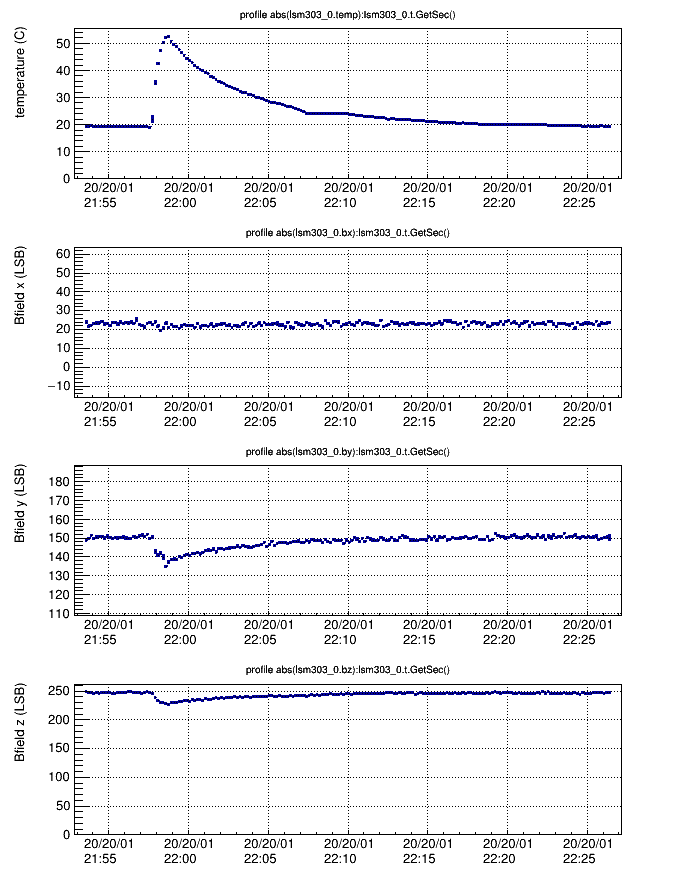 profile abs(lsm303_0.temp):lsm303_0.t.GetSec()
temperature (C)
50
40
30
20
10
0
20/20/01 20/20/01 20/20/01 20/20/01 20/20/01 20/20/01 20/20/01
21:55 22:00 22:05 22:10 22:15 22:20 22:25
profile abs(lsm303_0.bx):lsm303_0.t.GetSec()
Bfield x (LSB)
60
50
40
30
20
10
0
−10
20/20/01 20/20/01 20/20/01 20/20/01 20/20/01 20/20/01 20/20/01
21:55 22:00 22:05 22:10 22:15 22:20 22:25
profile abs(lsm303_0.by):lsm303_0.t.GetSec()
Bfield y (LSB)
180
170
160
150
140
130
120
110
20/20/01 20/20/01 20/20/01 20/20/01 20/20/01 20/20/01 20/20/01
21:55 22:00 22:05 22:10 22:15 22:20 22:25
profile abs(lsm303_0.bz):lsm303_0.t.GetSec()
Bfield z (LSB)
250
200
150
100
50
0
20/20/01 20/20/01 20/20/01 20/20/01 20/20/01 20/20/01 20/20/01
21:55 22:00 22:05 22:10 22:15 22:20 22:25